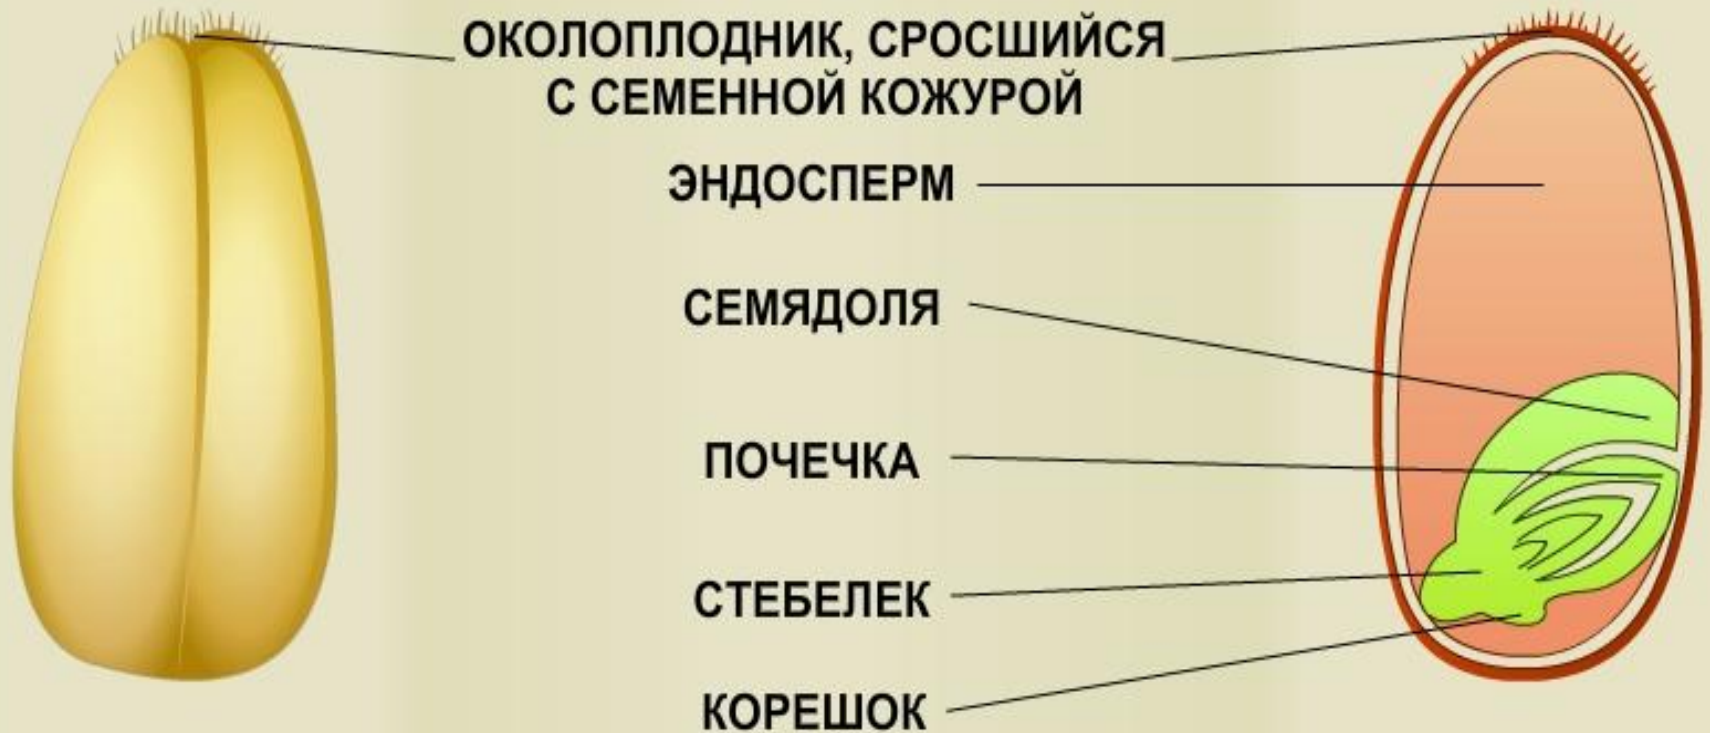 ОКОЛОПЛОДНИК, СРОСШИЙСЯ
С СЕМЕННОЙ КОЖУРОЙ
ЭНДОСПЕРМ
СЕМЯДОЛЯ
ПОЧЕЧКА
СТЕБЕЛЕК
КОРЕШОК